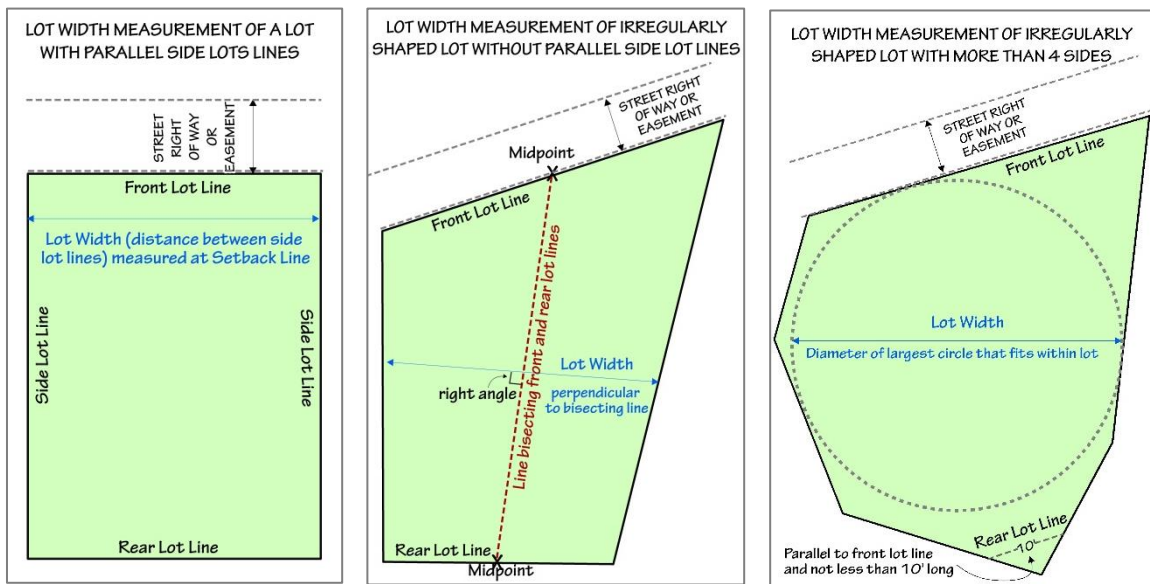 LOT WIDTH MEASUREMENT OF A LOT
WITH PARALLEL SIDE LOTS LINES
STREET
RIGHT
OF WAY
OR
EASEMENT
Front Lot Line
Lot Width (distance between side
lot lines) measured at Setback Line
Side Lot Line
Side Lot Line
Rear Lot Line
LOT WIDTH MEASUREMENT OF IRREGULARLY
SHAPED LOT WITHOUT PARALLEL SIDE LOT LINES
STREET RIGHT
OF WAY OR
EASEMENT
Midpoint
Front Lot Line
Line bisecting front and rear lot lines
Lot Width
right angle
perpendicular
to bisecting line
Rear Lot Line
Midpoint
LOT WIDTH MEASUREMENT OF IRREGULARLY
SHAPED LOT WITH MORE THAN 4 SIDES
STREET RIGHT
OF WAY OR
EASEMENT
Front Lot Line
Lot Width
Diameter of largest circle that fits within lot
Rear Lot Line
10'
Parallel to front lot line
and not less than 10' long